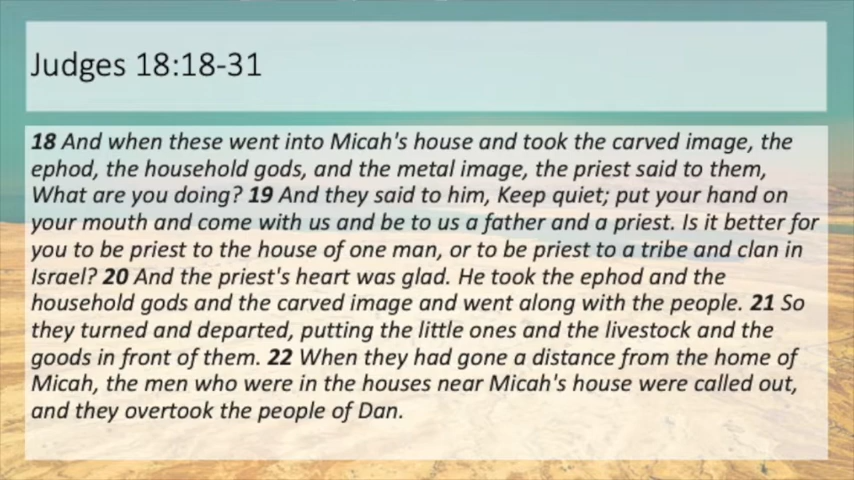 Judges 18:18-31
18 And when these went into Micah's house and took the carved image, the
ephod, the household gods, and the metal image, the priest said to them,
What are you doing? 19 And they said to him, Keep quiet; put your hand on
your mouth and come with us and be to us a father and a priest. Is it better for
you to be priest to the house of one man, or to be priest to a tribe and clan in
Israel? 20 And the priest's heart was glad. He took the ephod and the
household gods and the carved image and went along with the people. 21 So
they turned and departed, putting the little ones and the livestock and the
goods in front of them. 22 When they had gone a distance from the home of
Micah, the men who were in the houses near Micah's house were called out,
and they overtook the people of Dan.